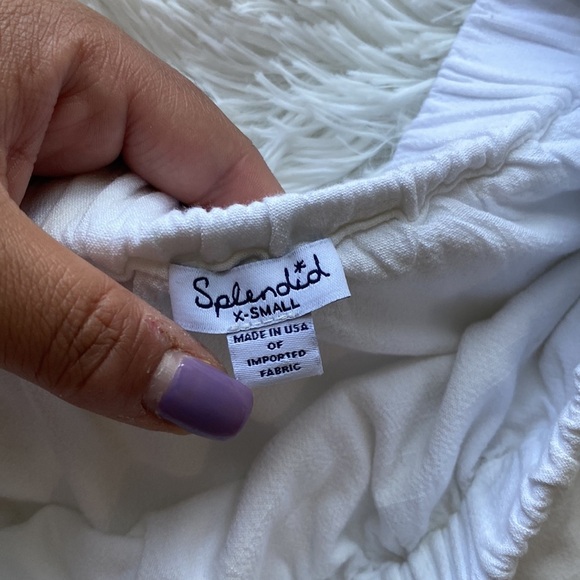 Splendid
X-SMALL
MADE IN USA
OF
IMPORTED
FABRIC